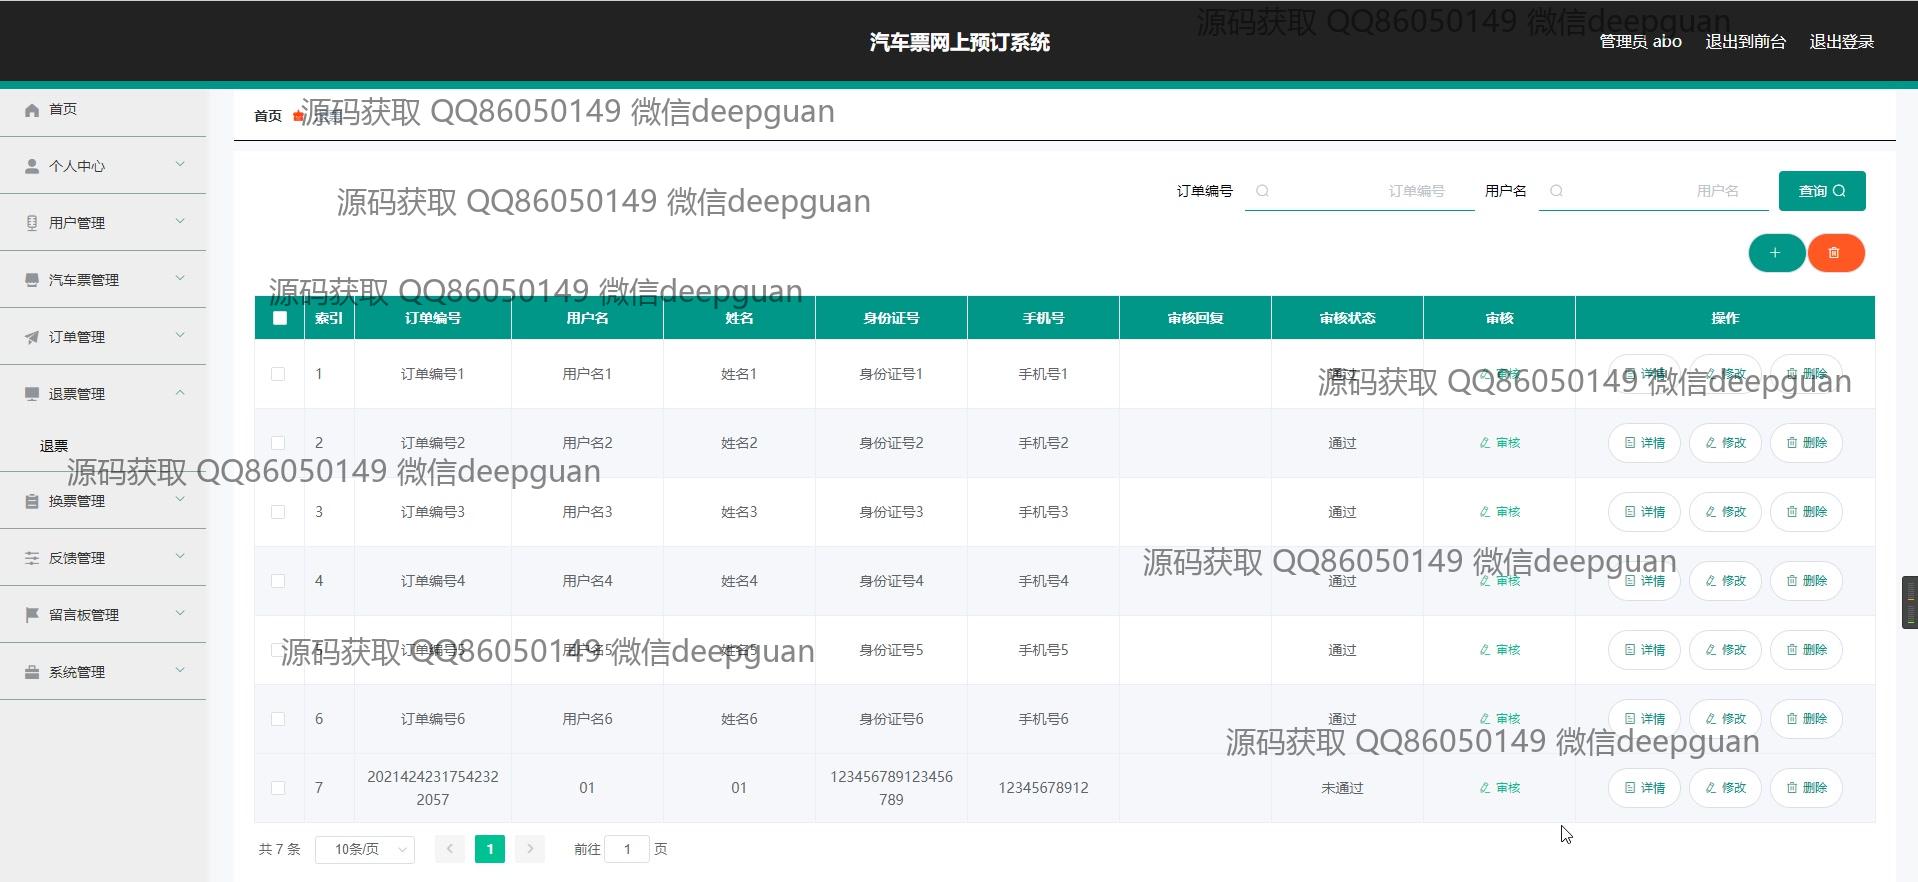 汽车票网上预订系统
管理员 abo 退出到前台 退出登录
源码获取 QQ86050149 微信deepguan
首页
个人中心
用户管理
汽车票管理
订单管理
退票管理
退票
换票管理
反馈管理
留言板管理
系统管理
首页
源码获取 QQ86050149 微信deepguan
源码获取 QQ86050149 微信deepguan
订单编号 订单编号 用户名 用户名 查询
源码获取 QQ86050149 微信deepguan
索引 订单编号 用户名 姓名 身份证号 手机号 审核回复 审核状态 审核 操作
1 订单编号1 用户名1 姓名1 身份证号1 手机号1 通过 审核 详情 修改 删除
源码获取 QQ86050149 微信deepguan
2 订单编号2 用户名2 姓名2 身份证号2 手机号2 通过 审核 详情 修改 删除
源码获取 QQ86050149 微信deepguan
3 订单编号3 用户名3 姓名3 身份证号3 手机号3 通过 审核 详情 修改 删除
源码获取 QQ86050149 微信deepguan
4 订单编号4 用户名4 姓名4 身份证号4 手机号4 通过 审核 详情 修改 删除
5 订单编号5 用户名5 姓名5 身份证号5 手机号5 通过 审核 详情 修改 删除
源码获取 QQ86050149 微信deepguan
6 订单编号6 用户名6 姓名6 身份证号6 手机号6 通过 审核 详情 修改 删除
源码获取 QQ86050149 微信deepguan
7 2021424231754232 01 01 123456789123456 12345678912 未通过 审核 详情 修改 删除
2057 789
共 7 条 10条/页 1 前往 1 页